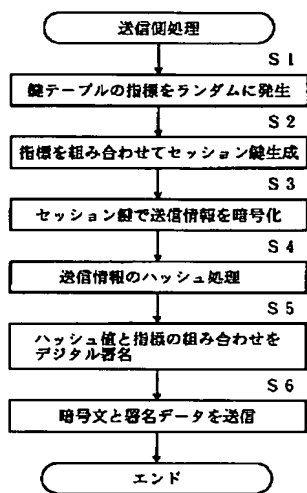 送信側処理
S1
鍵テーブルの指標をランダムに発生
S2
指標を組み合わせてセッション鍵生成
S3
セッション鍵で送信情報を暗号化
S4
送信情報のハッシュ処理
S5
ハッシュ値と指標の組み合わせを
デジタル署名
S6
暗号文と署名データを送信
エンド